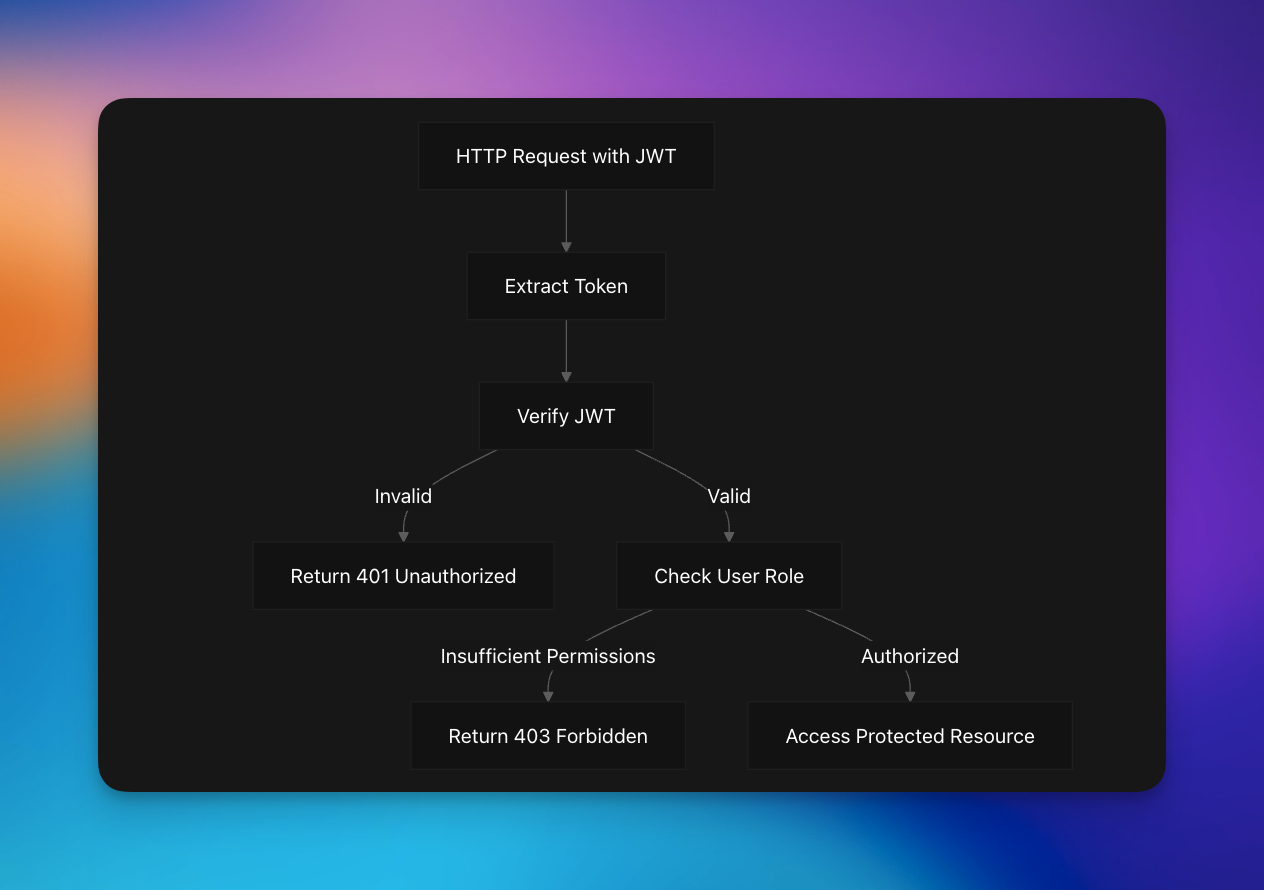 HTTP Request with JWT
Extract Token
Verify JWT
Invalid
Valid
Return 401 Unauthorized
Check User Role
Insufficient Permissions
Authorized
Return 403 Forbidden
Access Protected Resource